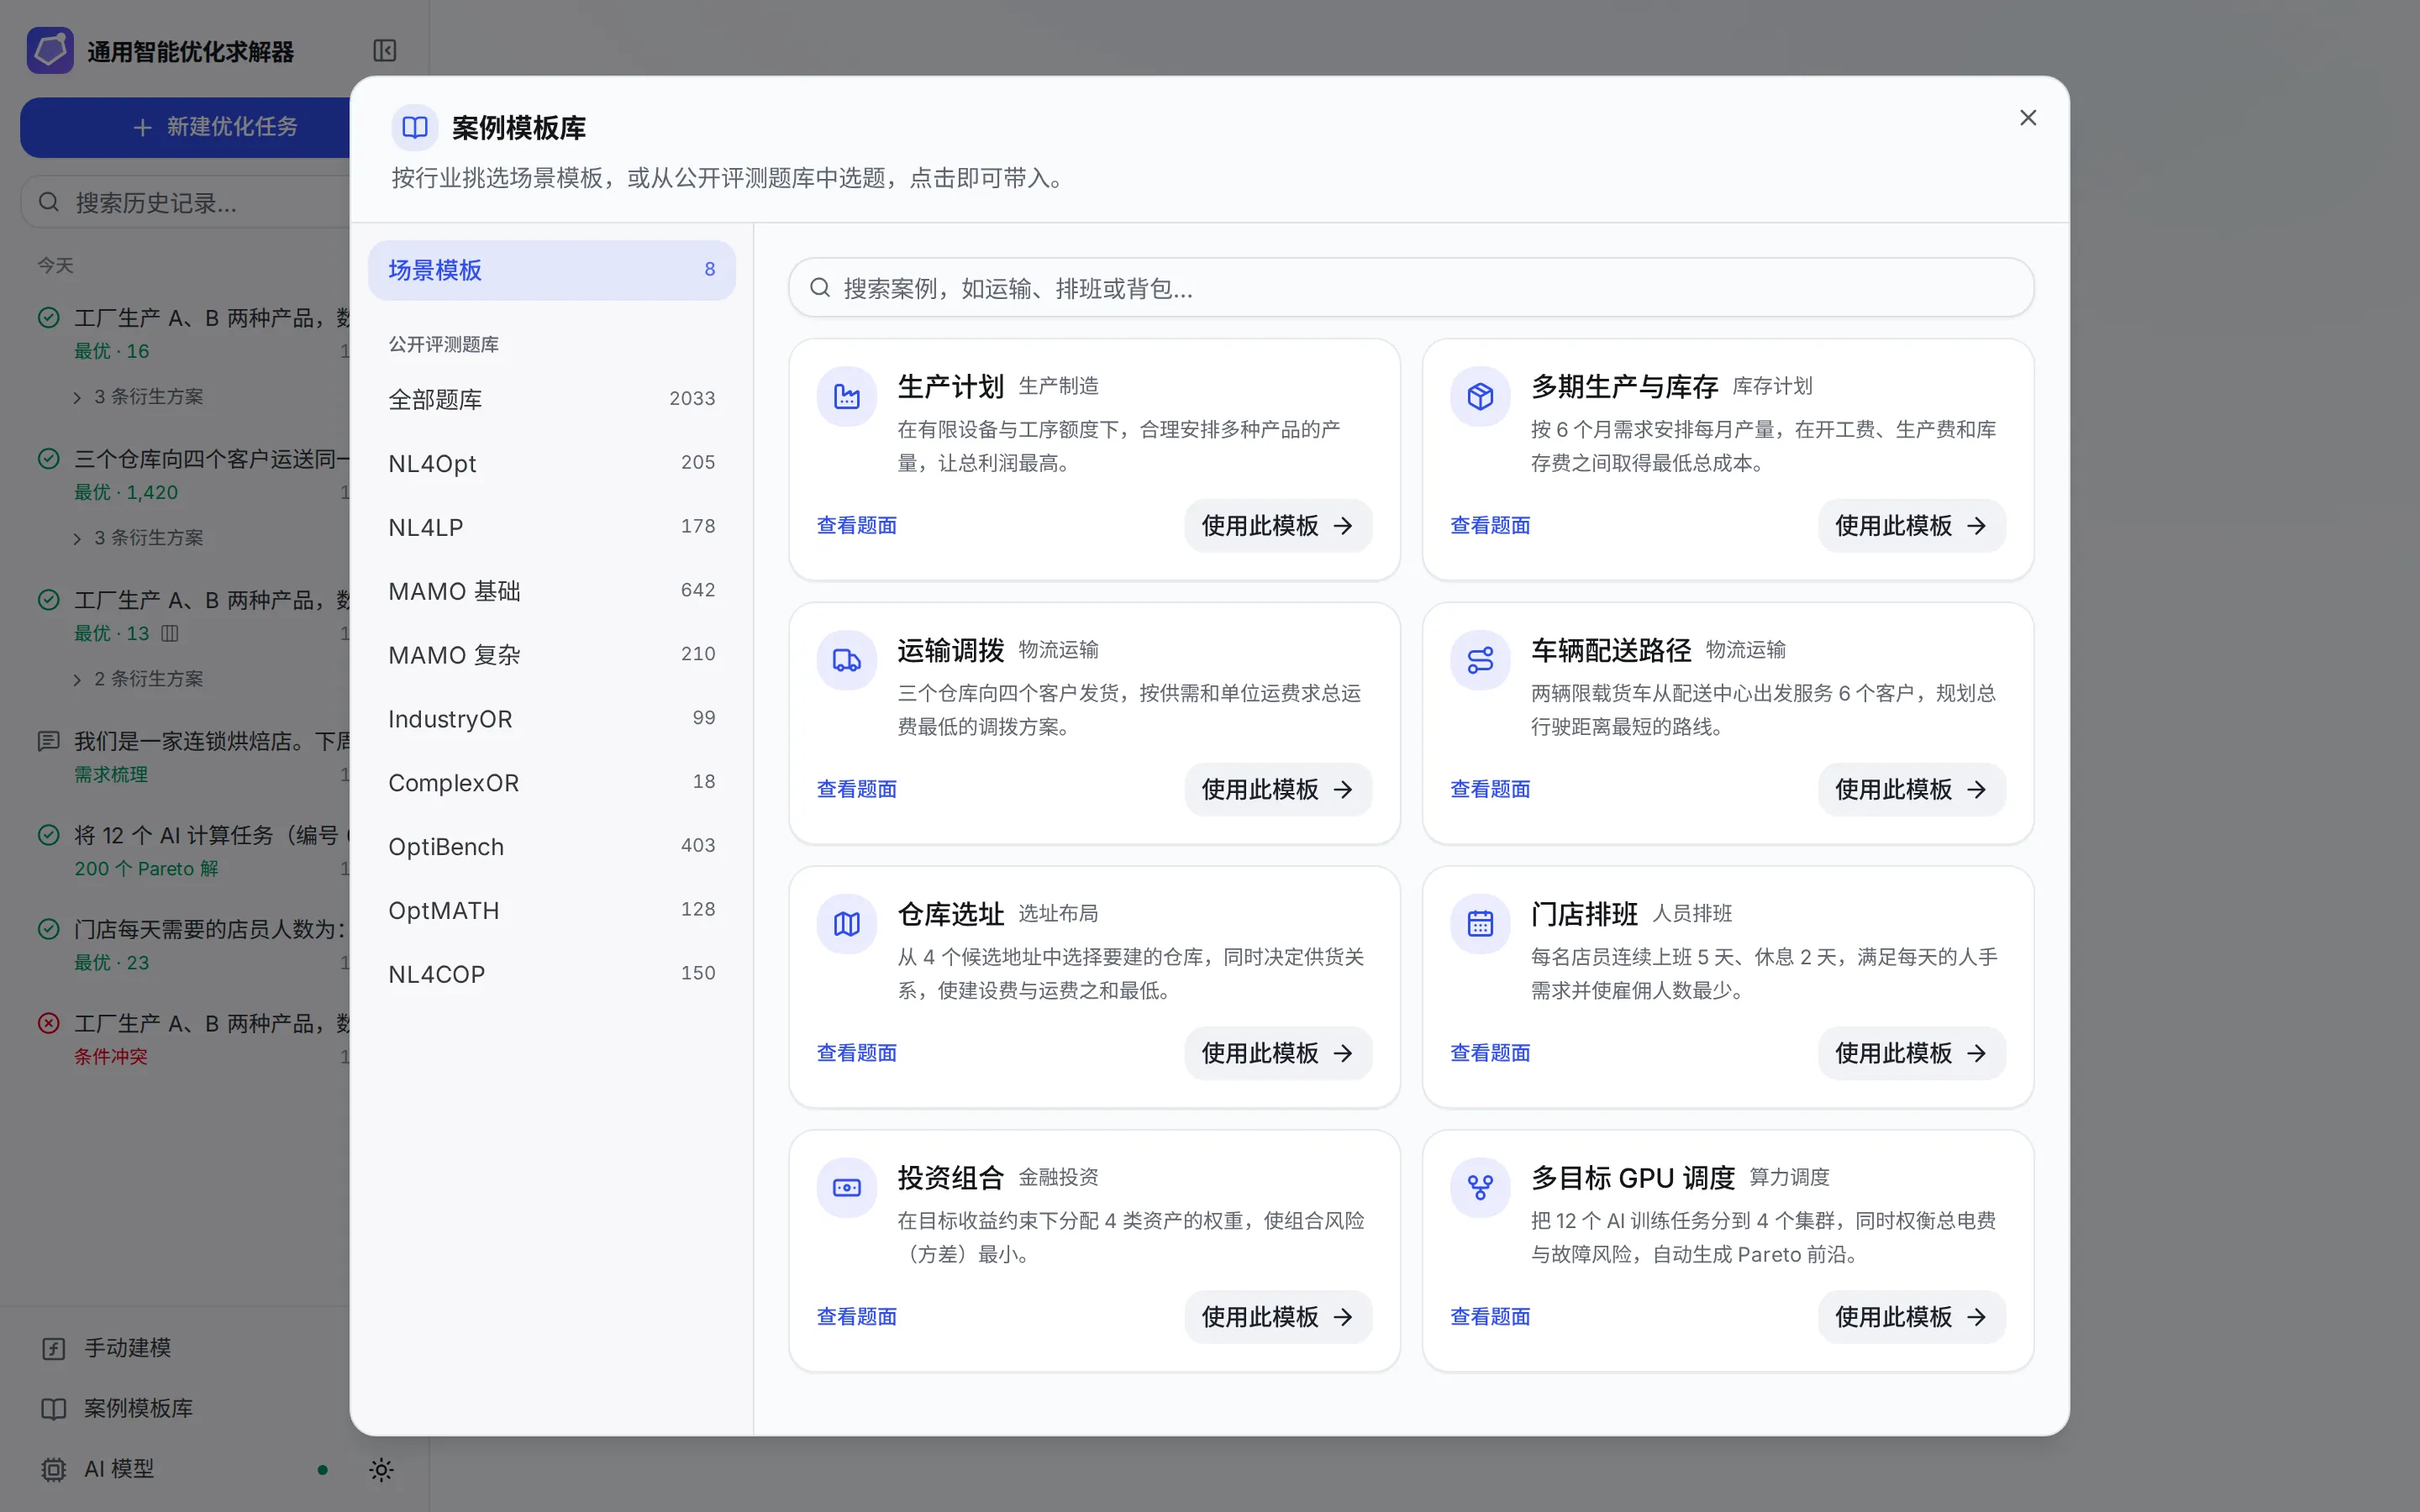 通用智能优化求解器
新建优化任务
搜索历史记录...
今天
工厂生产 A、B 两种产品，数
最优 · 16
3 条衍生方案
三个仓库向四个客户运送同一
最优 · 1,420
3 条衍生方案
工厂生产 A、B 两种产品，数
最优 · 13
2 条衍生方案
我们是一家连锁烘焙店。下周
需求梳理
将 12 个 AI 计算任务（编号
200 个 Pareto 解
门店每天需要的店员人数为：
最优 · 23
工厂生产 A、B 两种产品，数
条件冲突
手动建模
案例模板库
AI 模型
案例模板库
按行业挑选场景模板，或从公开评测题库中选题，点击即可带入。
场景模板 8
公开评测题库
全部题库 2033
NL4Opt 205
NL4LP 178
MAMO 基础 642
MAMO 复杂 210
IndustryOR 99
ComplexOR 18
OptiBench 403
OptMATH 128
NL4COP 150
搜索案例，如运输、排班或背包...
生产计划 生产制造
在有限设备与工序额度下，合理安排多种产品的产
量，让总利润最高。
查看题面 使用此模板
多期生产与库存 库存计划
按 6 个月需求安排每月产量，在开工费、生产费和库
存费之间取得最低总成本。
查看题面 使用此模板
运输调拨 物流运输
三个仓库向四个客户发货，按供需和单位运费求总运
费最低的调拨方案。
查看题面 使用此模板
车辆配送路径 物流运输
两辆限载货车从配送中心出发服务 6 个客户，规划总
行驶距离最短的路线。
查看题面 使用此模板
仓库选址 选址布局
从 4 个候选地址中选择要建的仓库，同时决定供货关
系，使建设费与运费之和最低。
查看题面 使用此模板
门店排班 人员排班
每名店员连续上班 5 天、休息 2 天，满足每天的人手
需求并使雇佣人数最少。
查看题面 使用此模板
投资组合 金融投资
在目标收益约束下分配 4 类资产的权重，使组合风险
（方差）最小。
查看题面 使用此模板
多目标 GPU 调度 算力调度
把 12 个 AI 训练任务分到 4 个集群，同时权衡总电费
与故障风险，自动生成 Pareto 前沿。
查看题面 使用此模板